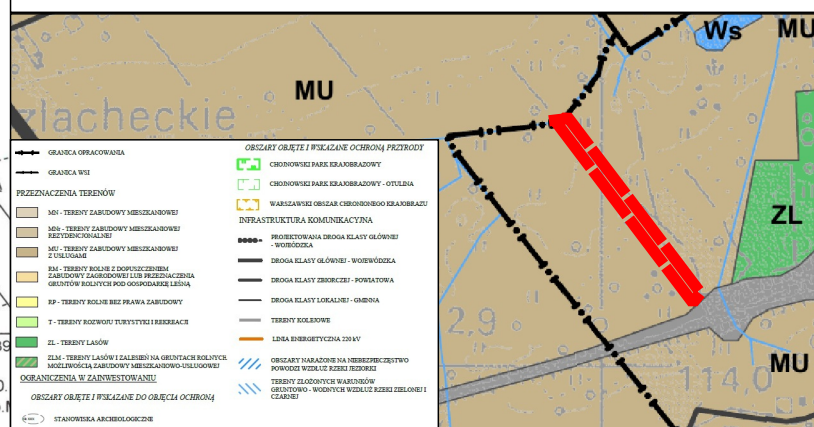 Ws
MU
MU
zlacheckie
OBSZARY OBJĘTE I WSKAZANE OCHRONĄ PRZYRODY
GRANICA OPRACOWANIA
GRANICA WSI
PRZEZNACZENIA TERENÓW
MN - TERENY ZABUDOWY MIESZKANIOWEJ
MNr - TERENY ZABUDOWY MIESZKANIOWEJ
REZYDENCJONALNEJ
MU - TERENY ZABUDOWY MIESZKANIOWEJ
Z USŁUGAMI
RM - TERENY ROLNE Z DOPUSZCZENIEM
ZABUDOWY ZAGRODOWEJ LUB PRZEZNACZENIA
GRUNTÓW ROLNYCH POD GOSPODARKĘ LEŚNĄ
RP - TERENY ROLNE BEZ PRAWA ZABUDOWY
T - TERENY ROZWOJU TURYSTYKI I REKREACJI
ZL - TERENY LASÓW
ZLM - TERENY LASÓW I ZALESIEŃ NA GRUNTACH ROLNYCH
MOŻLIWOŚCIĄ ZABUDOWY MIESZKANIOWO-USŁUGOWEJ
OGRANICZENIA W ZAINWESTOWANIU
OBSZARY OBJĘTE I WSKAZANE DO OBJĘCIA OCHRONĄ
STANOWISKA ARCHEOLOGICZNE
CHOJNOWSKI PARK KRAJOBRAZOWY
CHOJNOWSKI PARK KRAJOBRAZOWY - OTULINA
WARSZAWSKI OBSZAR CHRONIONEGO KRAJOBRAZU
INFRASTRUKTURA KOMUNIKACYJNA
PROJEKTOWANA DROGA KLASY GŁÓWNEJ
- WOJEWÓDZKA
DROGA KLASY GŁÓWNEJ - WOJEWÓDZKA
DROGA KLASY ZBIORCZEJ - POWIATOWA
DROGA KLASY LOKALNEJ - GMINNA
TERENY KOLEJOWE
LINIA ENERGETYCZNA 220 kV
OBSZARY NARAŻONE NA NIEBEZPIECZEŃSTWO
POWODZI WZDŁUŻ RZEKI JEZIORKI
TERENY ZŁOŻONYCH WARUNKÓW
GRUNTOWO - WODNYCH WZDŁUŻ RZEKI ZIELONEJ I
CZARNEJ
ZL
2,9
MU
114,0